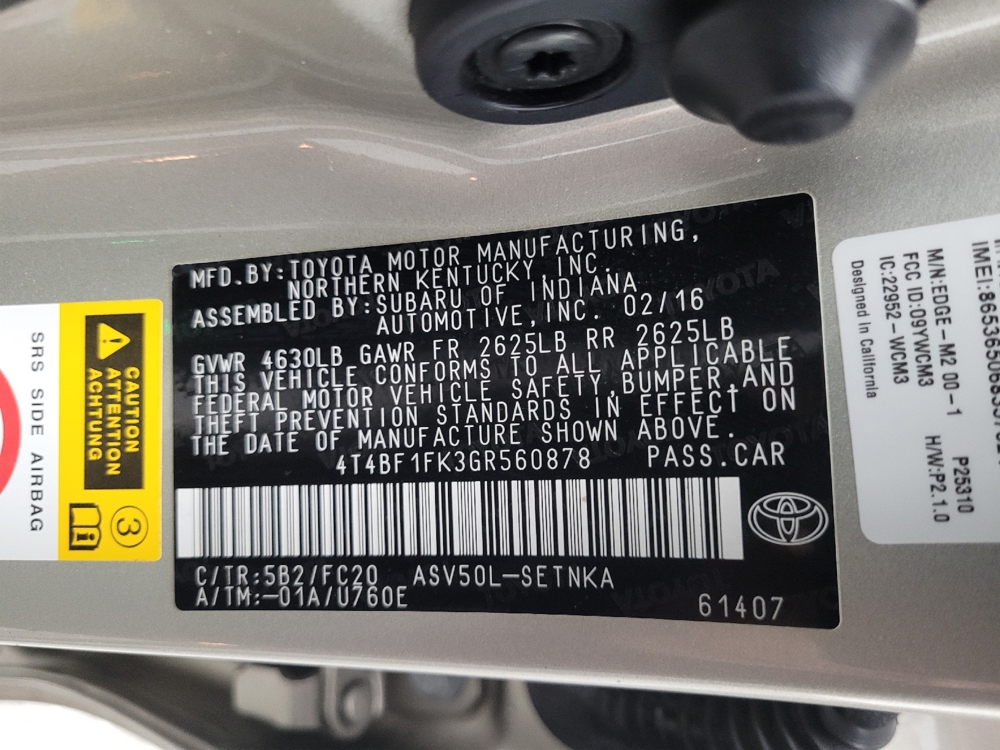 MFD.BY:TOYOTA MOTOR MANUFACTURING,
NORTHERN KENTUCKY INC.
ASSEMBLED BY:SUBARU OF INDIANA
AUTOMOTIVE,INC. 02/16
GVWR 4630LB GAWR FR 2625LB RR 2625LB
THIS VEHICLE CONFORMS TO ALL APPLICABLE
FEDERAL MOTOR VEHICLE SAFETY,BUMPER,AND
THEFT PREVENTION STANDARDS IN EFFECT ON
THE DATE OF MANUFACTURE SHOWN ABOVE.
4T4BF1FK3GR560878 PASS.CAR
C/TR:5B2/FC20 ASV50L-SETNKA
A/TM:-01A/U760E
61407
CAUTION
ATTENTION
ACHTUNG
SRS SIDE AIRBAG
3
M/N:EDGE-M2 00-1 P25310
FCC ID:09YWCM3 H/W:P2.1.0
IC:22952-WCM3
Designed in California